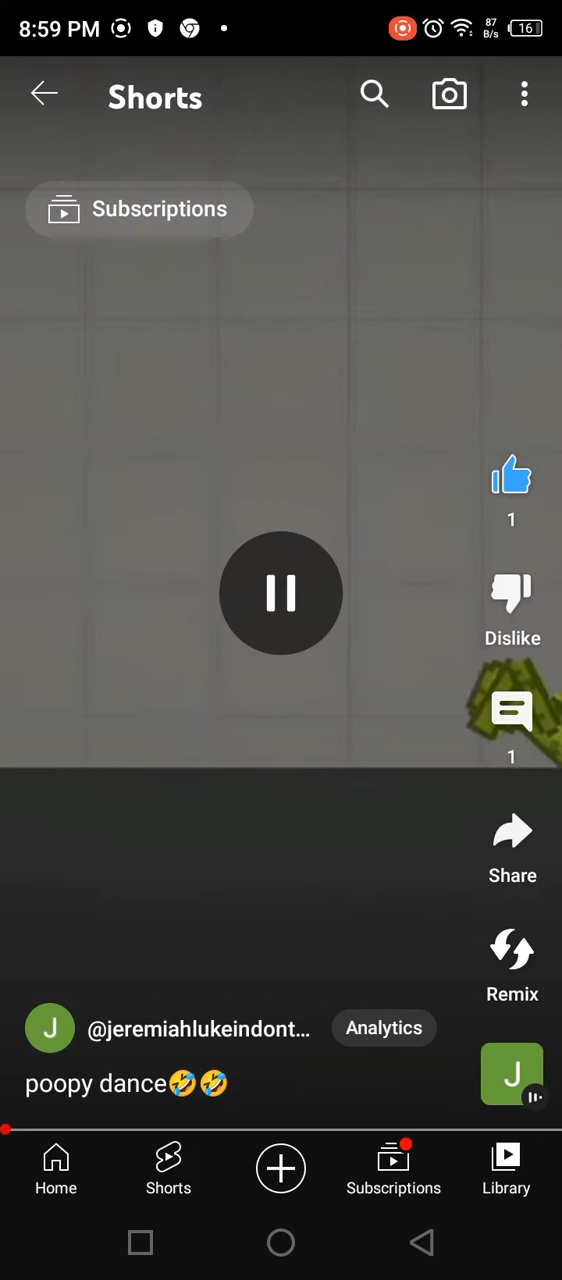 8:59 PM
87
B/s
16
Shorts
Subscriptions
1
Dislike
1
Share
Remix
J @jeremiahlukeindont... Analytics
poopy dance🤣🤣
J
Home Shorts Subscriptions Library